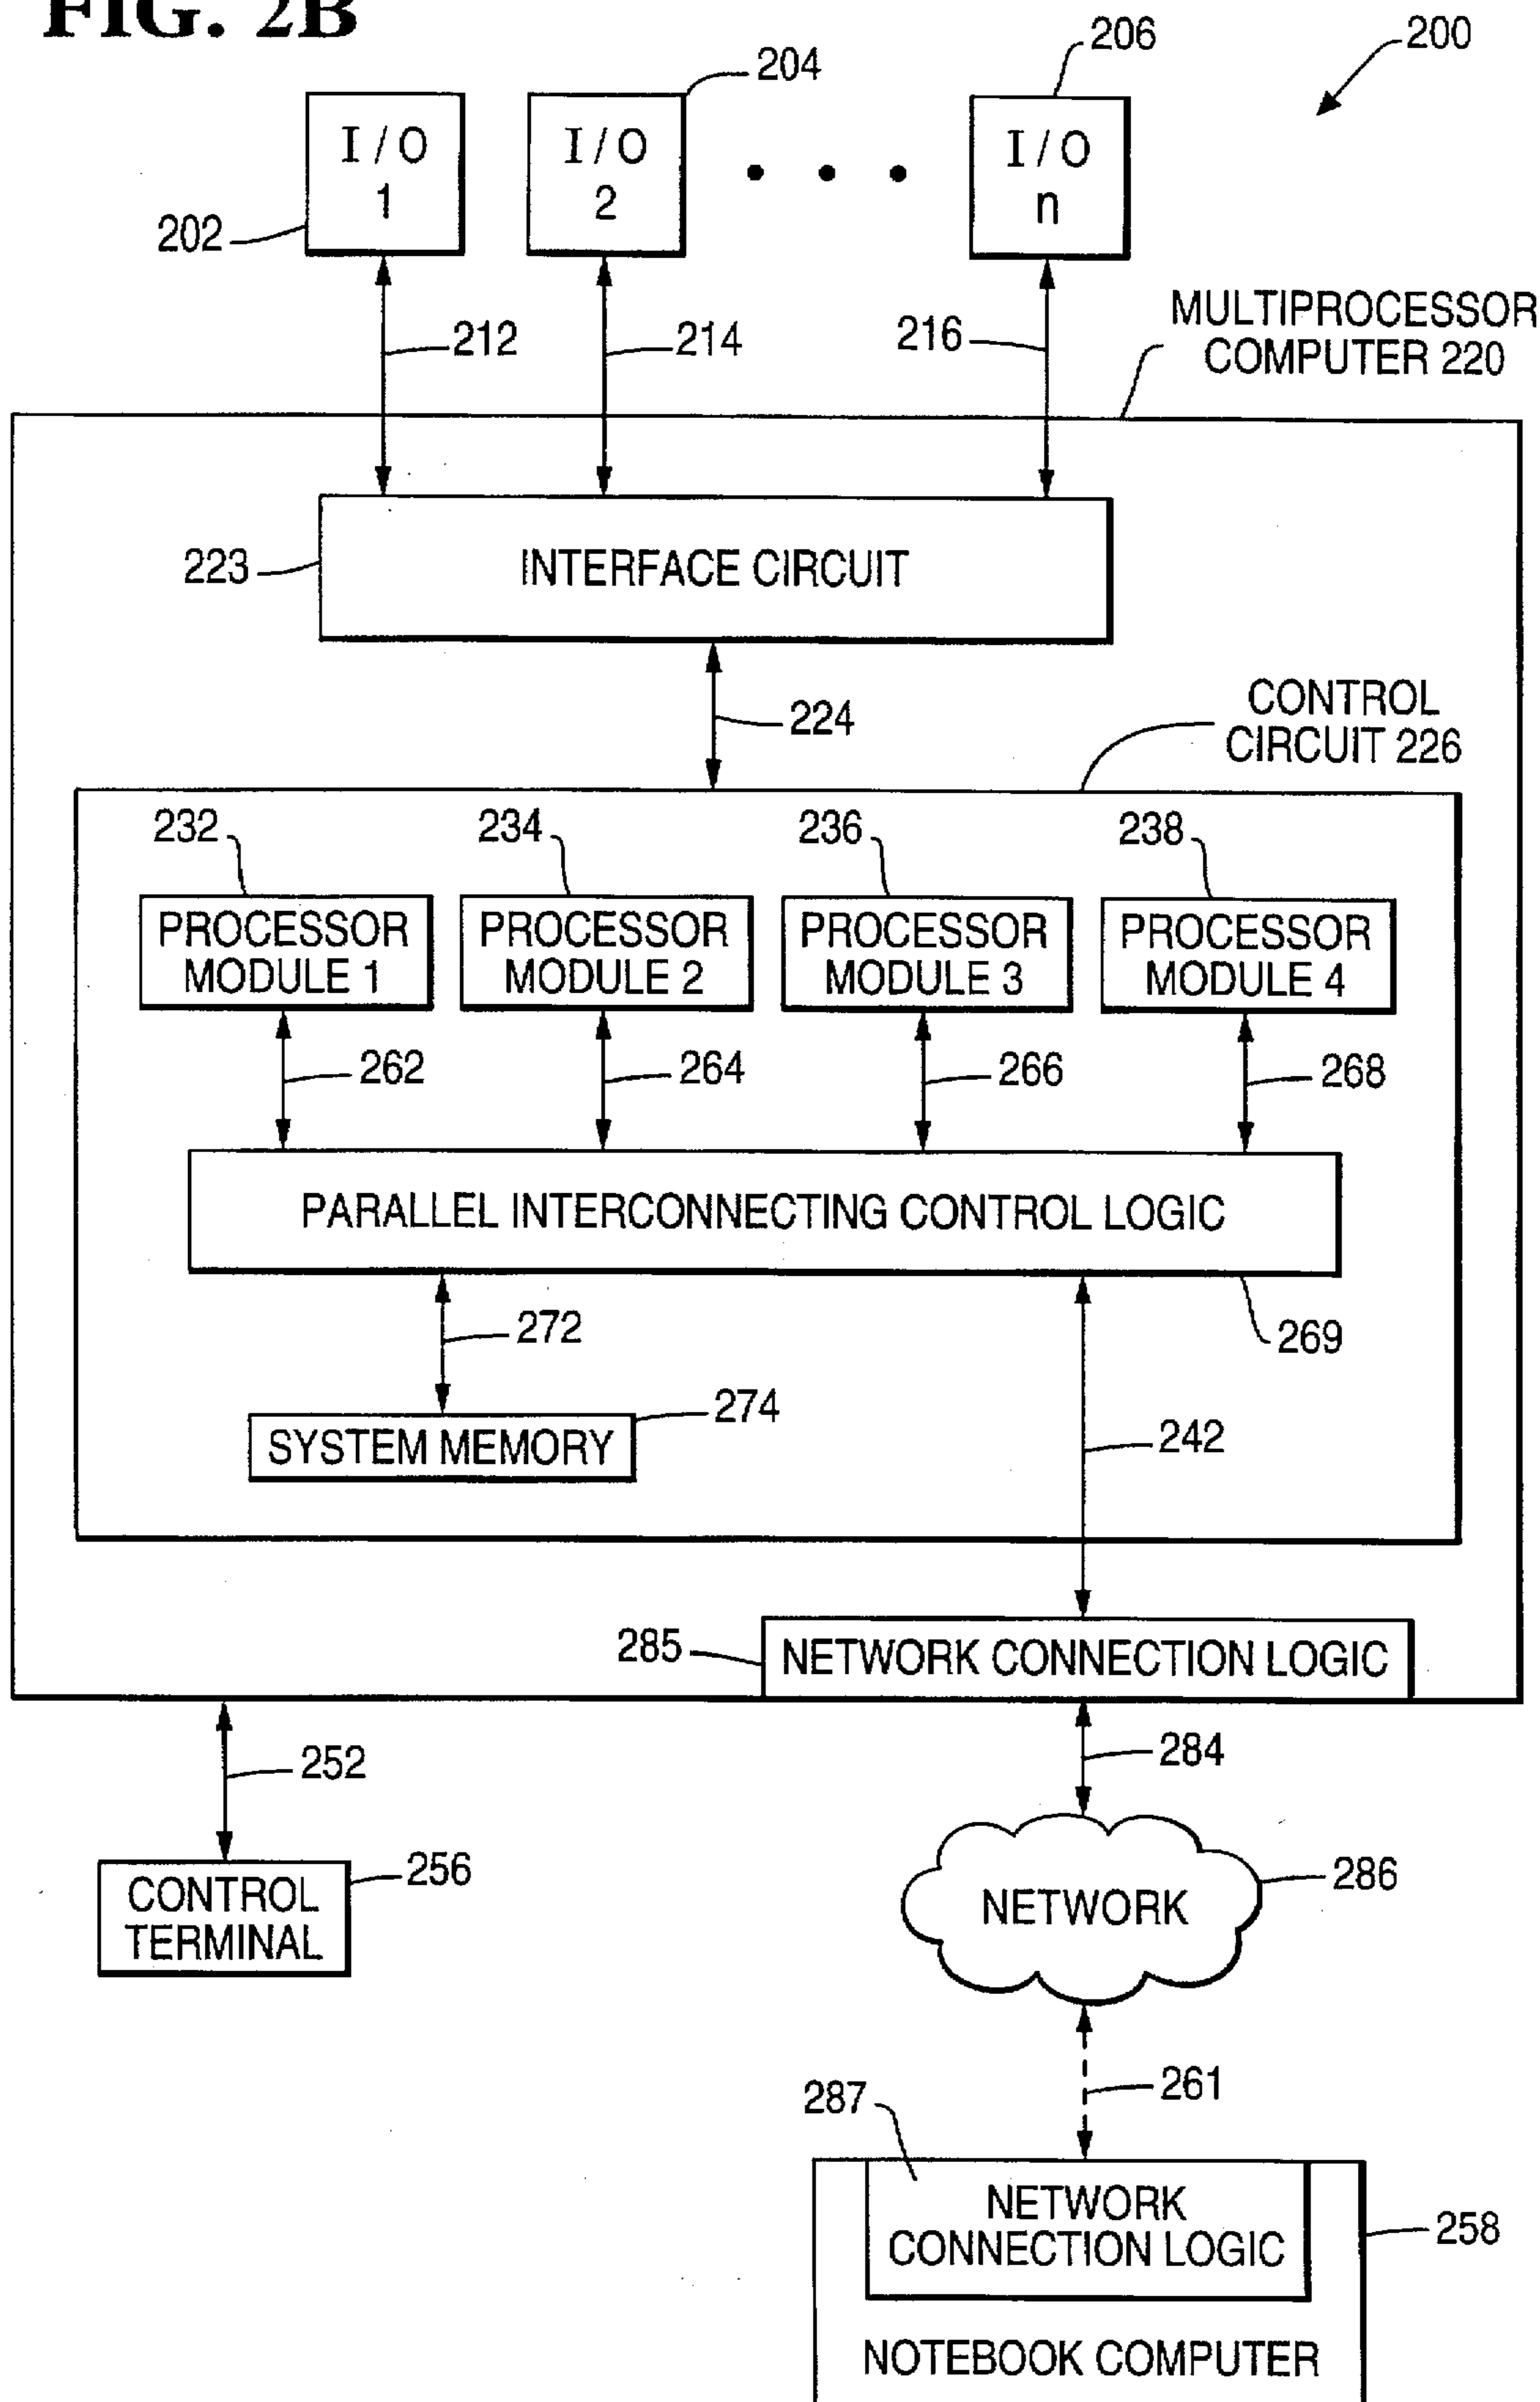 FIG. 2B
200
206
204
I/O
1
I/O
2
I/O
n
202
212
214
216
MULTIPROCESSOR
COMPUTER 220
223
INTERFACE CIRCUIT
224
CONTROL
CIRCUIT 226
232
234
236
238
PROCESSOR
MODULE 1
PROCESSOR
MODULE 2
PROCESSOR
MODULE 3
PROCESSOR
MODULE 4
262
264
266
268
PARALLEL INTERCONNECTING CONTROL LOGIC
272
269
274
SYSTEM MEMORY
242
285
NETWORK CONNECTION LOGIC
252
284
256
CONTROL
TERMINAL
NETWORK
286
261
287
NETWORK
CONNECTION LOGIC
258
NOTEBOOK COMPUTER